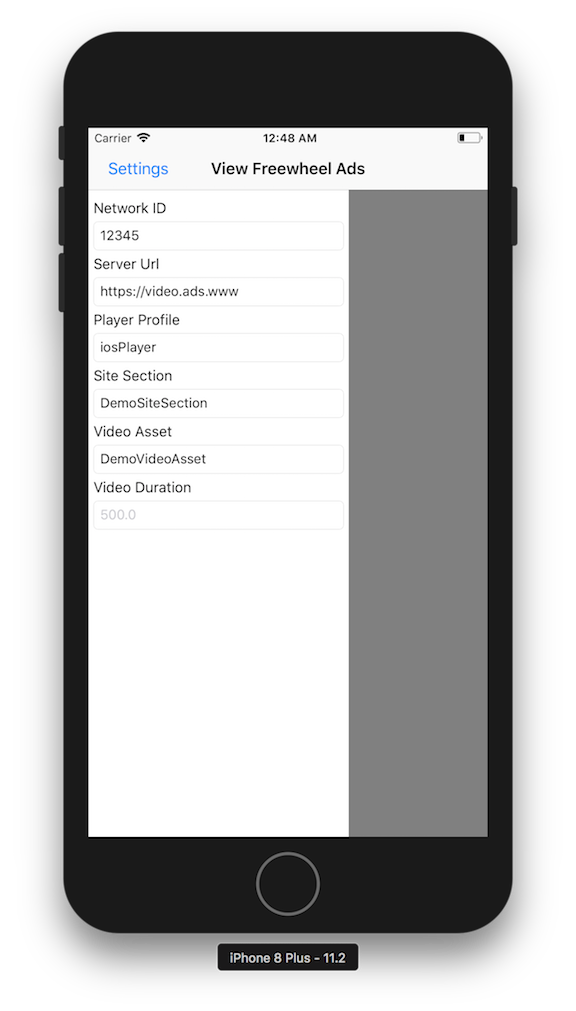 Carrier 12:48 AM
Settings View Freewheel Ads
Network ID
12345
Server Url
https://video.ads.www
Player Profile
iosPlayer
Site Section
DemoSiteSection
Video Asset
DemoVideoAsset
Video Duration
500.0
iPhone 8 Plus - 11.2